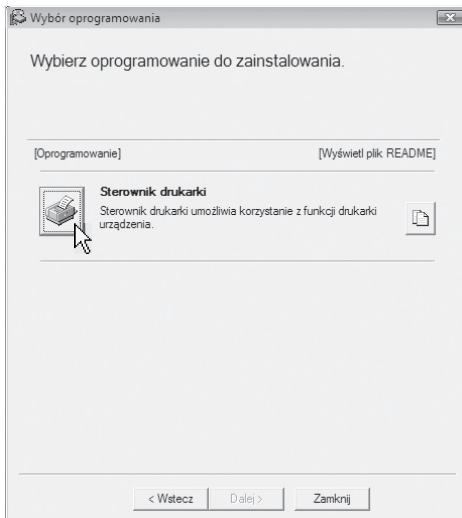 Wybór oprogramowania
Wybierz oprogramowanie do zainstalowania.
[Oprogramowanie] [Wyświetl plik README]
Sterownik drukarki
Sterownik drukarki umożliwia korzystanie z funkcji drukarki
urządzenia.
< Wstecz Dalej > Zamknij